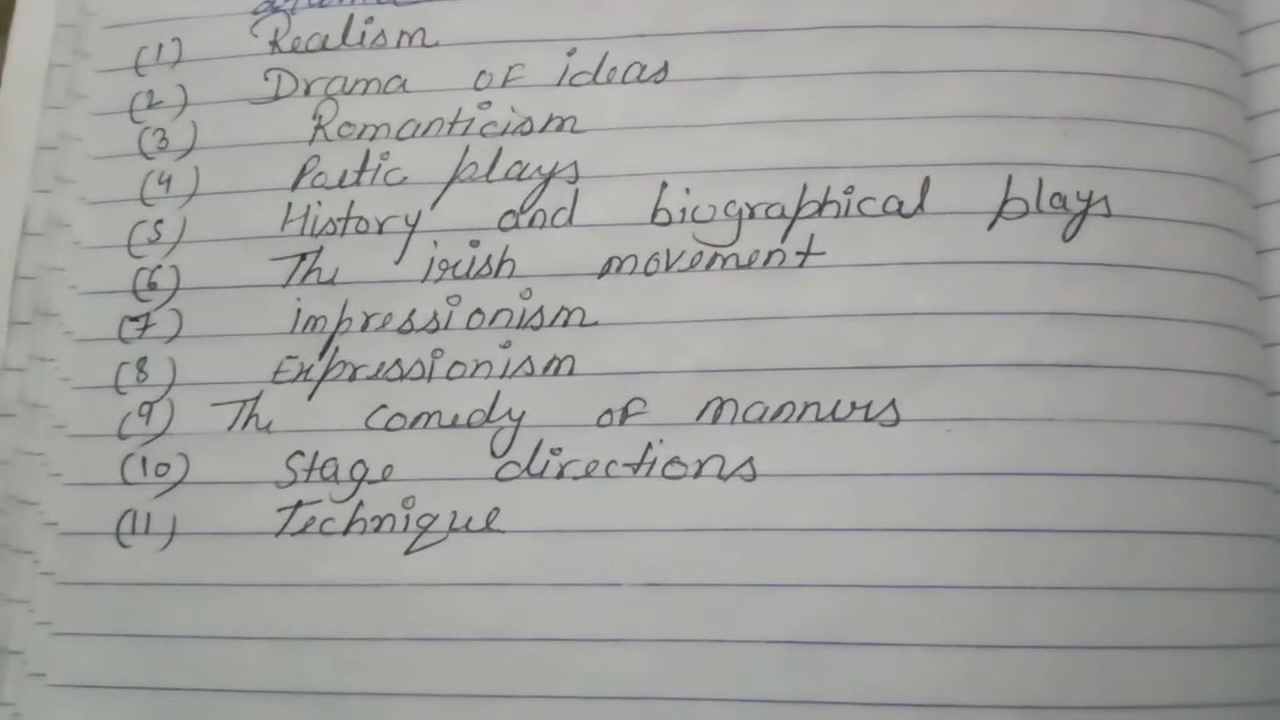 (1) Realism
(2) Drama of ideas
(3) Romanticism
(4) Poetic plays
(5) History and biographical plays
(6) The irish movement
(7) impressionism
(8) Expressionism
(9) The comedy of manners
(10) Stage directions
(11) Technique